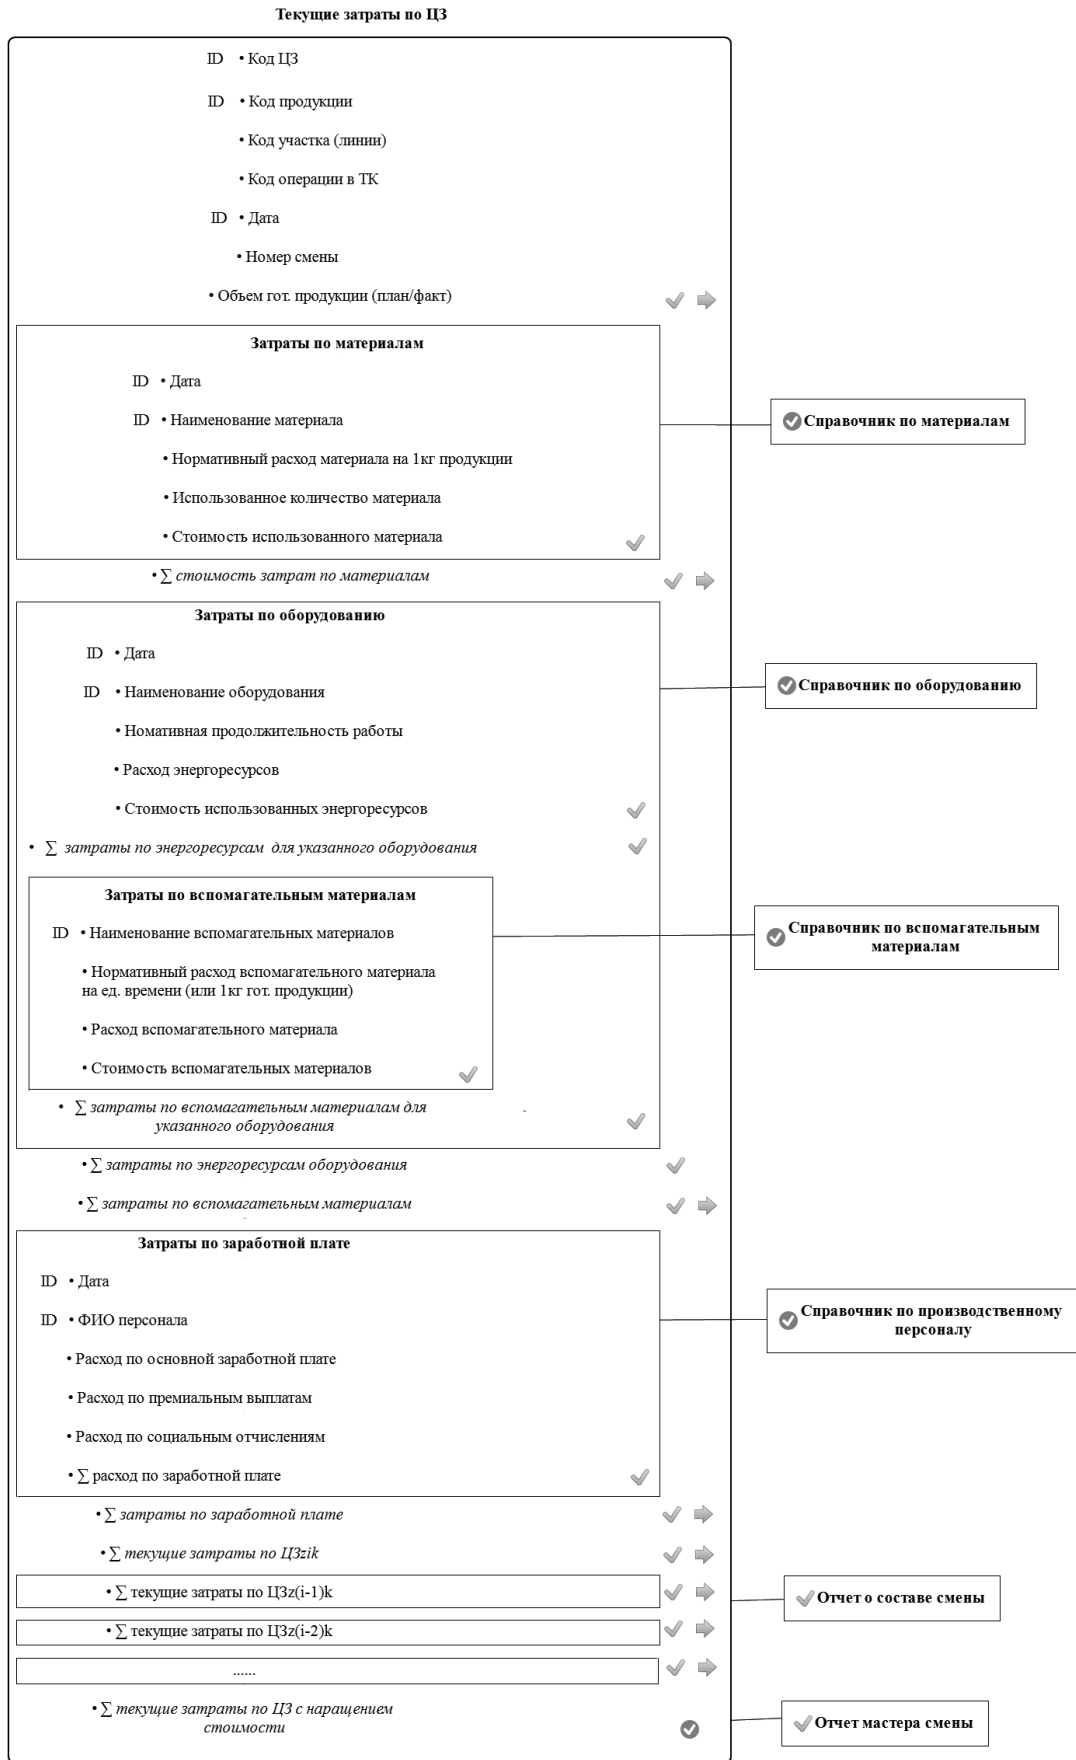 Текущие затраты по ЦЗ
ID • Код ЦЗ
ID • Код продукции
• Код участка (линии)
• Код операции в ТК
ID • Дата
• Номер смены
• Объем гот. продукции (план/факт)
Затраты по материалам
ID • Дата
ID • Наименование материала
• Нормативный расход материала на 1кг продукции
• Использованное количество материала
• Стоимость использованного материала
Справочник по материалам
• ∑ стоимость затрат по материалам
Затраты по оборудованию
ID • Дата
ID • Наименование оборудования
• Номативная продолжительность работы
• Расход энергоресурсов
• Стоимость использованных энергоресурсов
Справочник по оборудованию
• ∑ затраты по энергоресурсам для указанного оборудования
Затраты по вспомагательным материалам
ID • Наименование вспомагательных материалов
• Нормативный расход вспомагательного материала
на ед. времени (или 1кг гот. продукции)
• Расход вспомагательного материала
• Стоимость вспомагательных материалов
Справочник по вспомагательным
материалам
• ∑ затраты по вспомагательным материалам для
указанного оборудования
• ∑ затраты по энергоресурсам оборудования
• ∑ затраты по вспомагательным материалам
Затраты по заработной плате
ID • Дата
ID • ФИО персонала
• Расход по основной заработной плате
• Расход по премиальным выплатам
• Расход по социальным отчислениям
• ∑ расход по заработной плате
Справочник по производственному
персоналу
• ∑ затраты по заработной плате
• ∑ текущие затраты по ЦЗzik
• ∑ текущие затраты по ЦЗz(i-1)k
• ∑ текущие затраты по ЦЗz(i-2)k
......
Отчет о составе смены
• ∑ текущие затраты по ЦЗ с наращением
стоимости
Отчет мастера смены